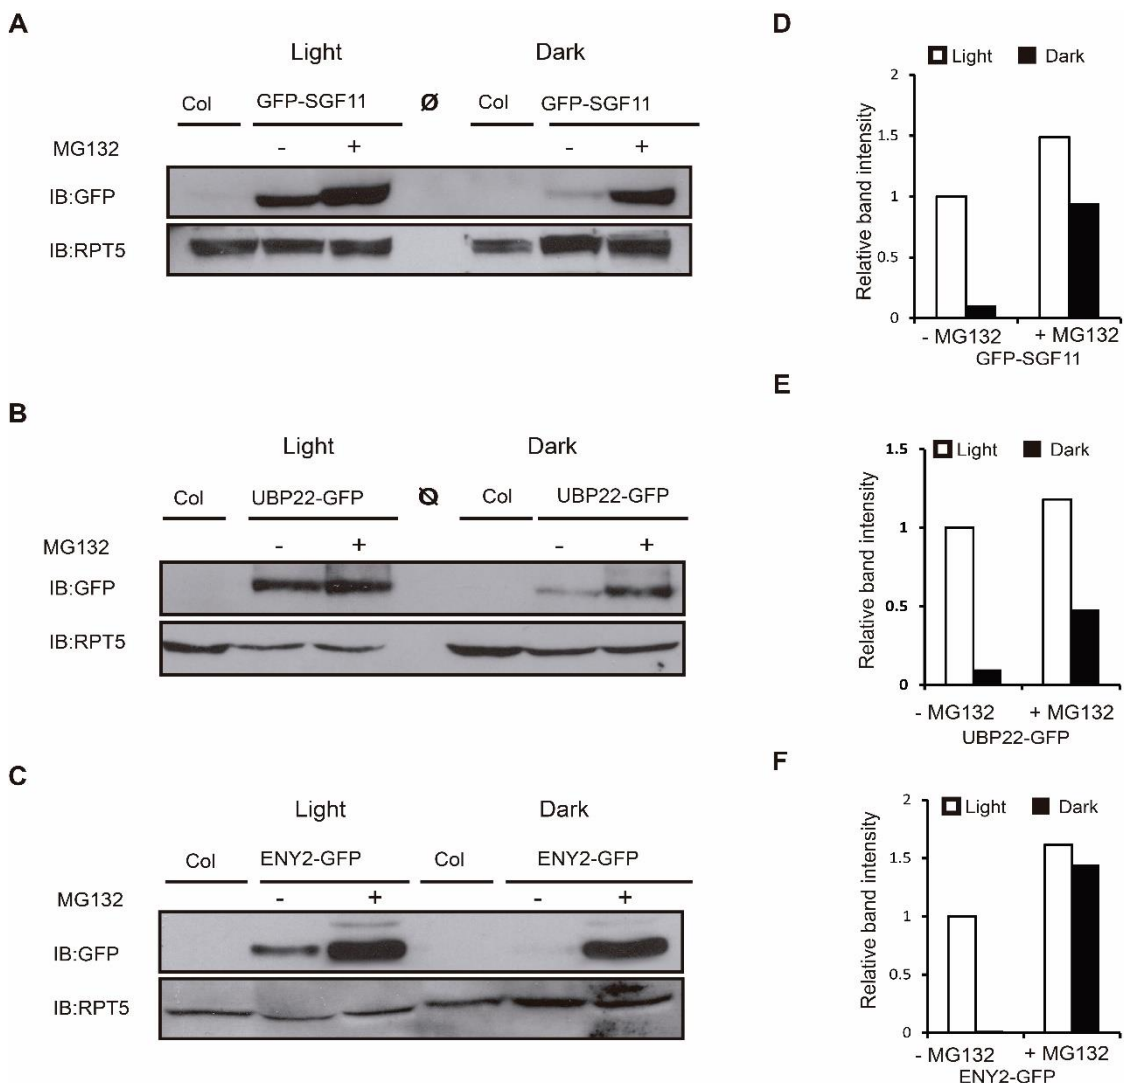 A
Light Dark
Col GFP-SGF11 Ø Col GFP-SGF11
MG132 - + - +
IB:GFP
IB:RPT5
D
Light Dark
Relative band intensity
2
1.5
1
0.5
0
- MG132 + MG132
GFP-SGF11
B
Light Dark
Col UBP22-GFP Ø Col UBP22-GFP
MG132 - + - +
IB:GFP
IB:RPT5
E
Light Dark
Relative band intensity
1.5
1
0.5
0
- MG132 + MG132
UBP22-GFP
C
Light Dark
Col ENY2-GFP Col ENY2-GFP
MG132 - + - +
IB:GFP
IB:RPT5
F
Light Dark
Relative band intensity
2
1.5
1
0.5
0
- MG132 + MG132
ENY2-GFP